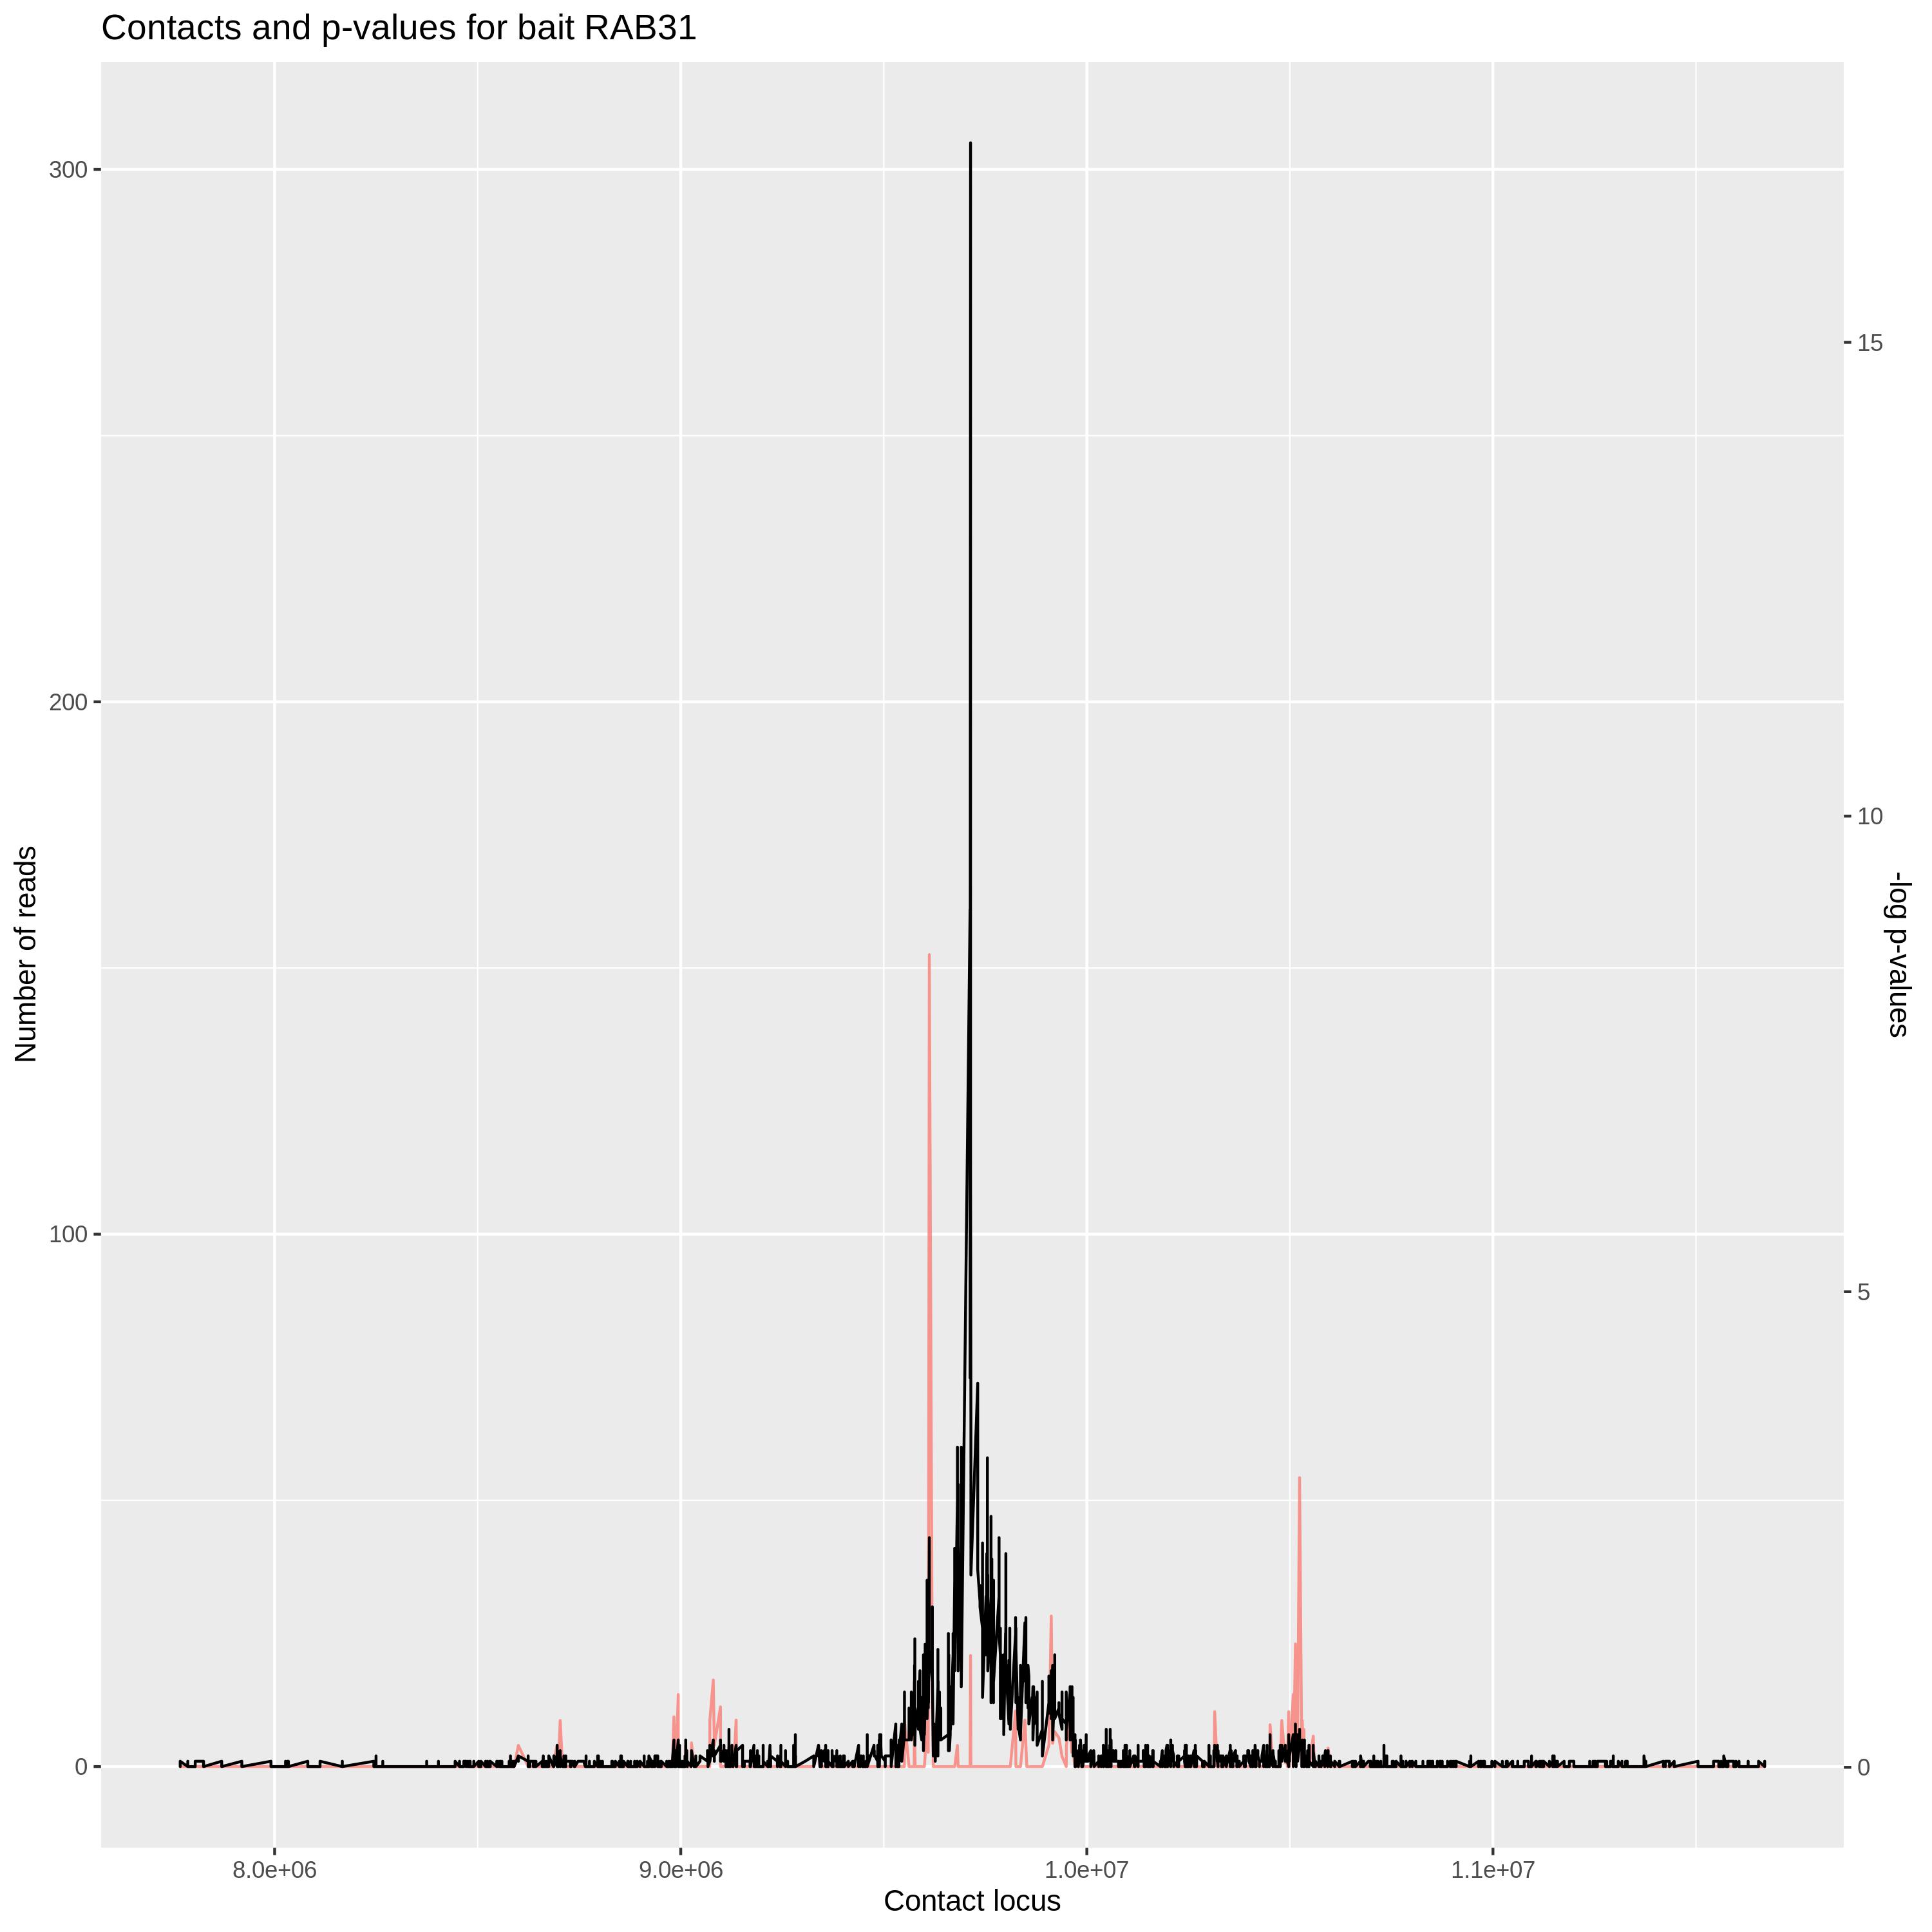 Contacts and p-values for bait RAB31
300
200
100
0
Number of reads
15
10
5
0
-log p-values
8.0e+06
9.0e+06
1.0e+07
1.1e+07
Contact locus